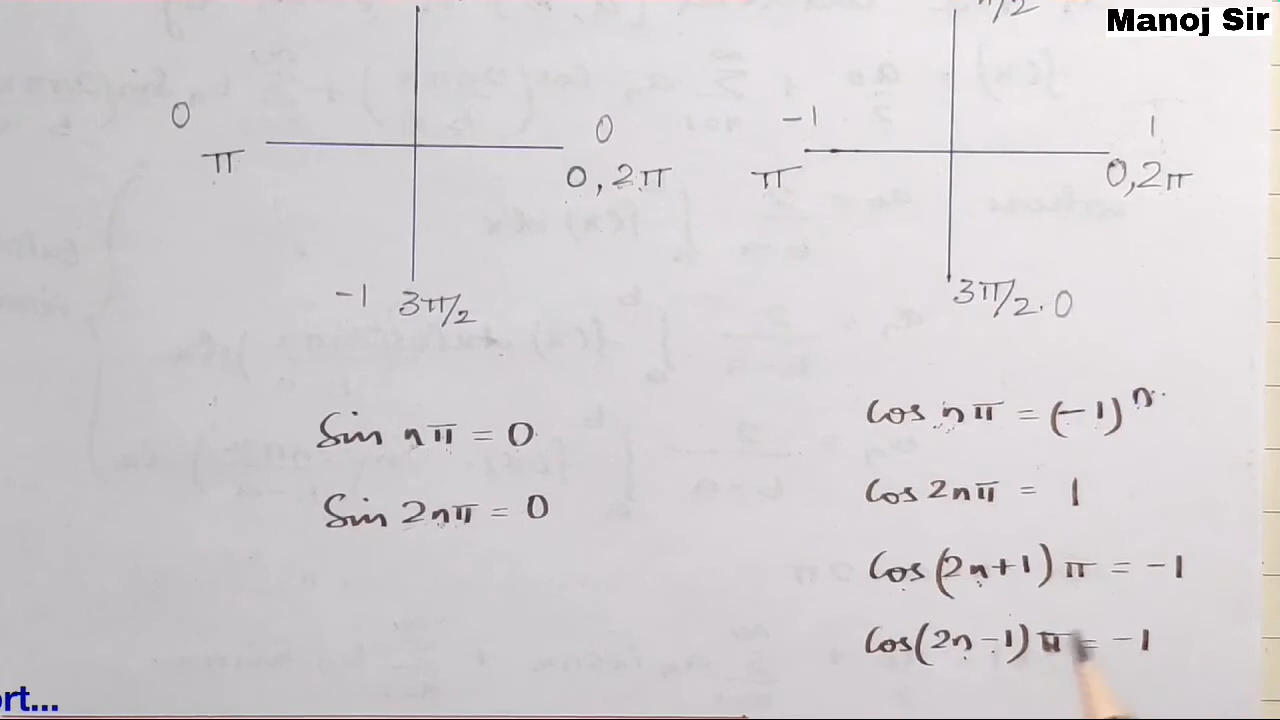 Manoj Sir
π/2
0
0
-1
1
π
0, 2π
π
0,2π
-1 3π/2
3π/2 . 0
Sin nπ = 0
Cos nπ = (-1)^n
Sin 2nπ = 0
Cos 2nπ = 1
Cos(2n+1)π = -1
Cos(2n-1)π = -1
ort...